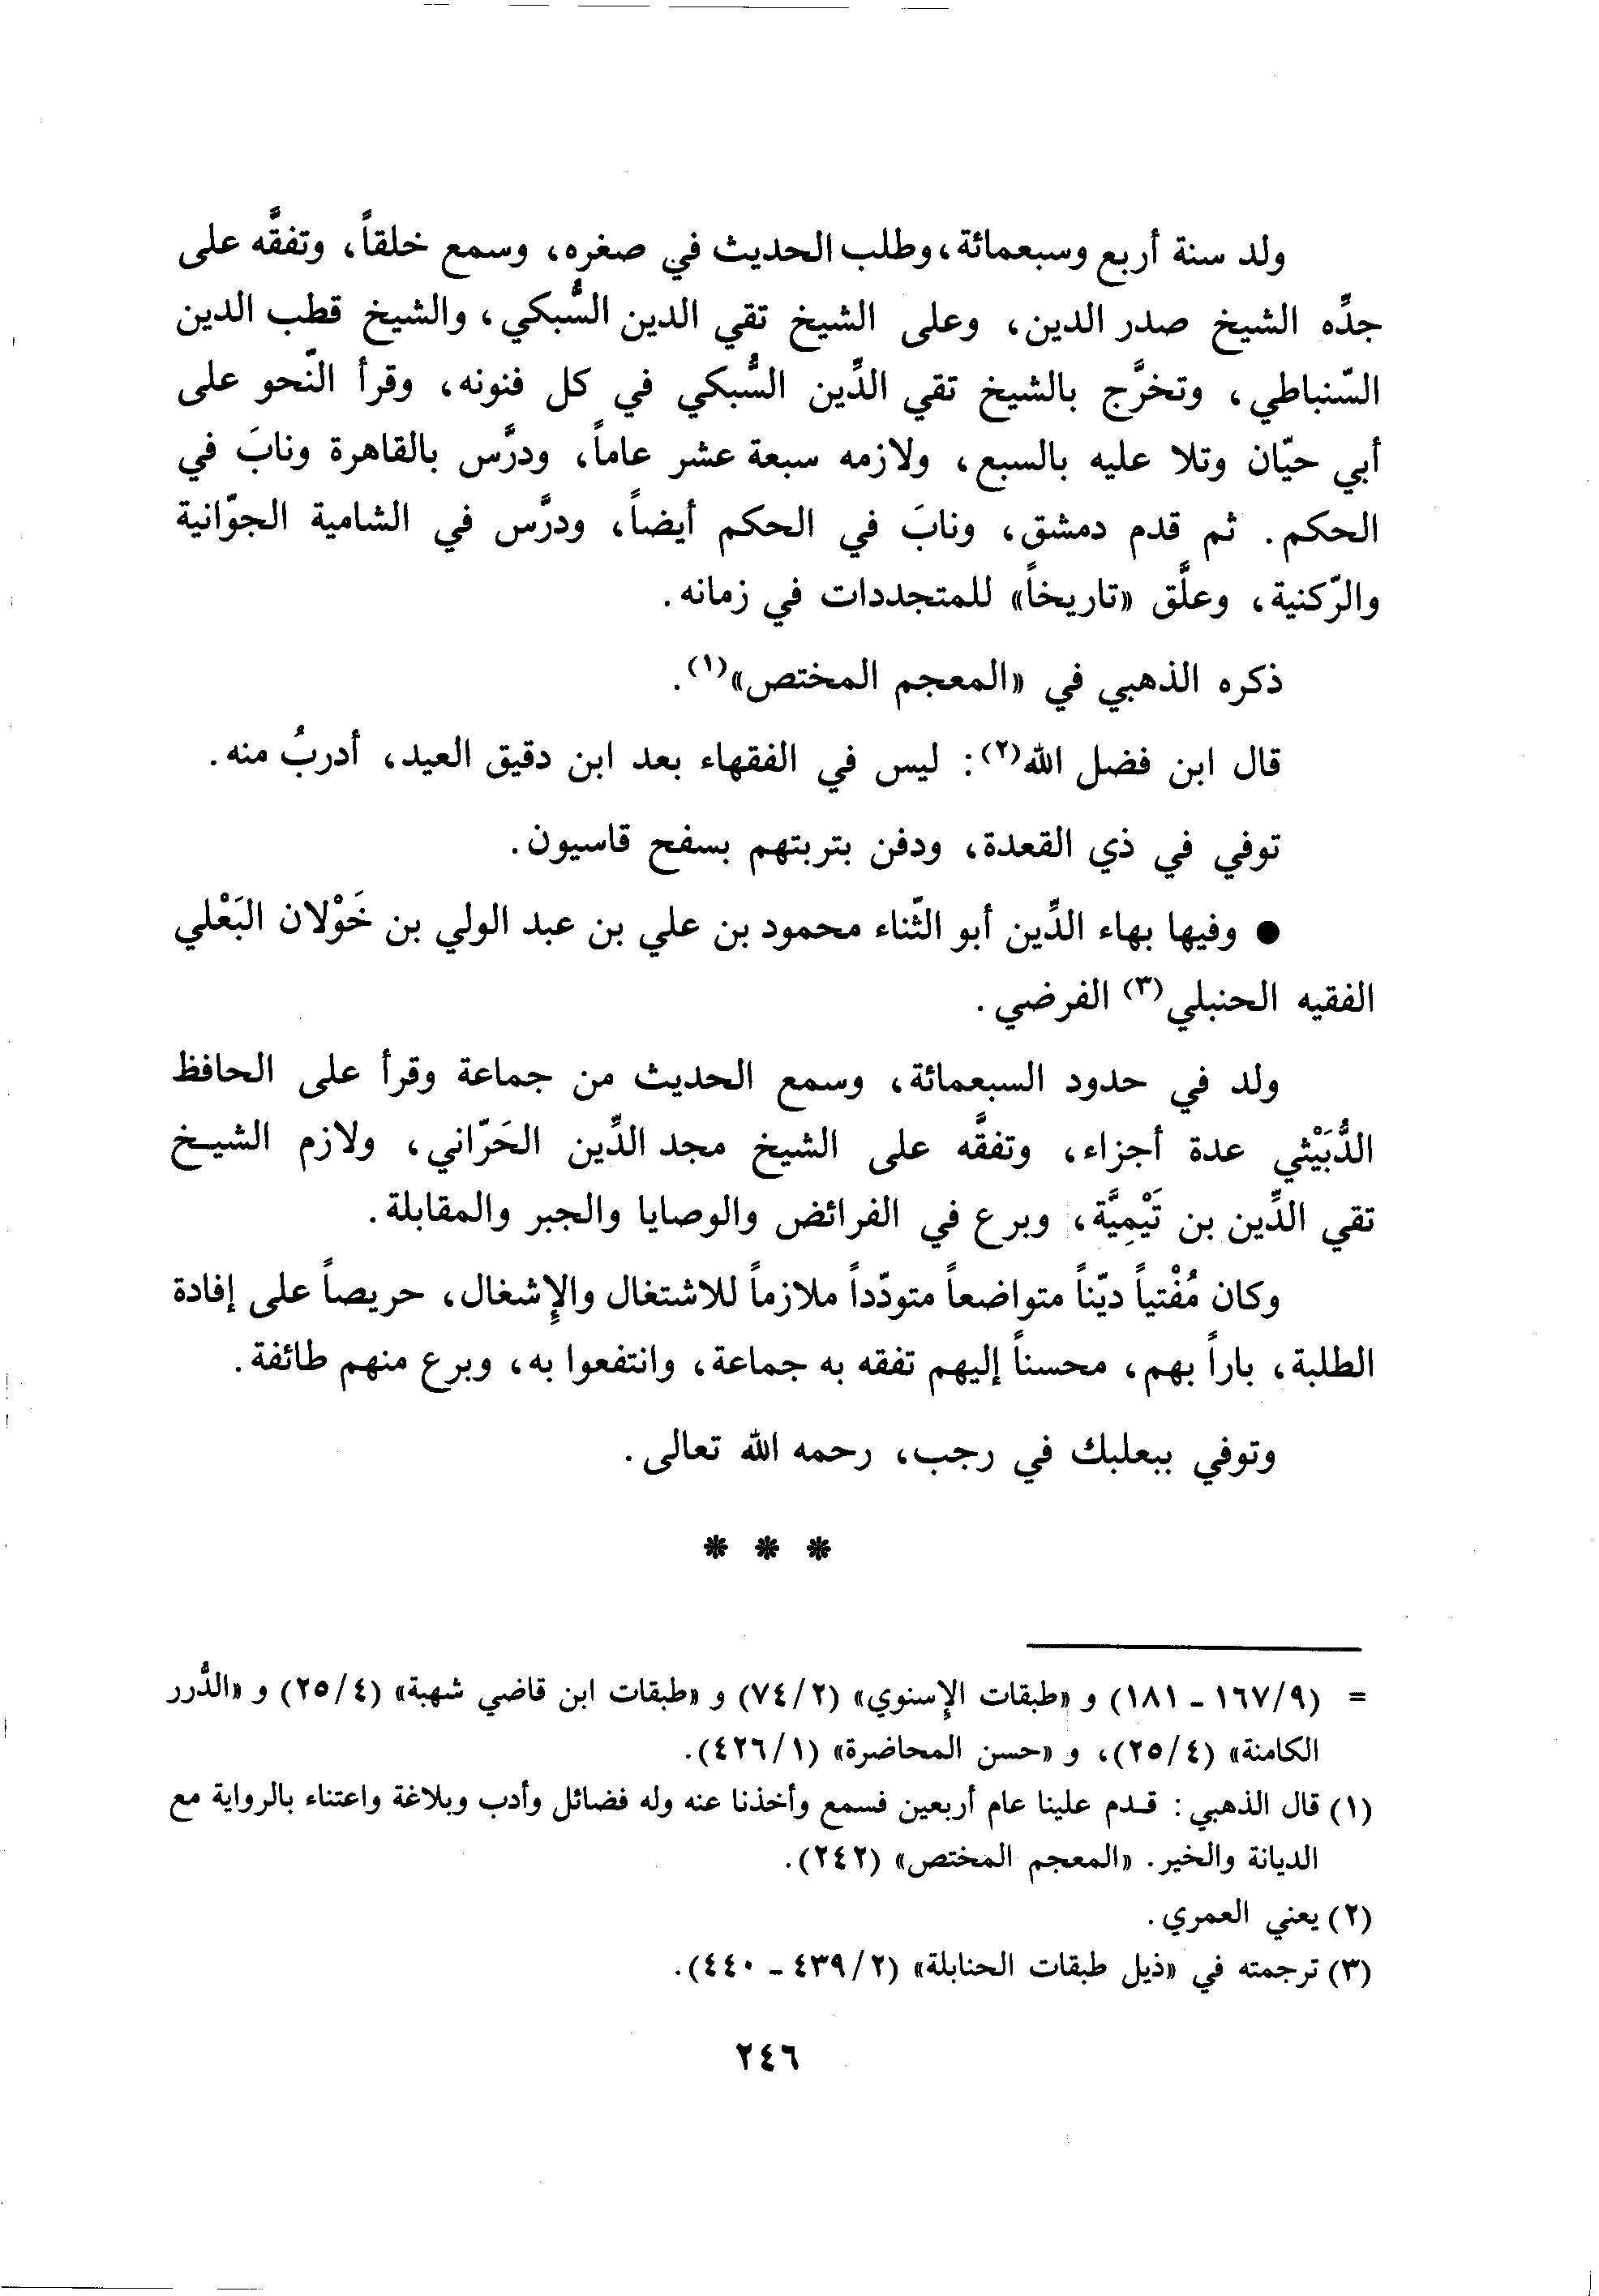 ولد سنة أربع وسبعمائة، وطلب الحديث في صغره، وسمع خلقاً، وتفقَّه على
جدِّه الشيخ صدر الدين، وعلى الشيخ تقي الدين السُّبكي، والشيخ قطب الدين
السّنباطي، وتخرَّج بالشيخ تقي الدِّين السُّبكي في كل فنونه، وقرأ النّحو على
أبي حيّان وتلا عليه بالسبع، ولازمه سبعة عشر عاماً، ودرَّس بالقاهرة ونابَ في
الحكم. ثم قدم دمشق، ونابَ في الحكم أيضاً، ودرَّس في الشامية الجوّانية
والرّكنية، وعلَّق «تاريخاً» للمتجددات في زمانه.
ذكره الذهبي في «المعجم المختص»(١).
قال ابن فضل الله(٢): ليس في الفقهاء بعد ابن دقيق العيد، أدربُ منه.
توفي في ذي القعدة، ودفن بتربتهم بسفح قاسيون.
● وفيها بهاء الدِّين أبو الثّناء محمود بن علي بن عبد الولي بن خَوْلان البَعْلي
الفقيه الحنبلي(٣) الفرضي.
ولد في حدود السبعمائة، وسمع الحديث من جماعة وقرأ على الحافظ
الدُّبَيْثي عدة أجزاء، وتفقَّه على الشيخ مجد الدِّين الحَرّاني، ولازم الشيخ
تقي الدِّين بن تَيْمِيَّة، وبرع في الفرائض والوصايا والجبر والمقابلة.
وكان مُفْتياً ديّناً متواضعاً متودّداً ملازماً للاشتغال والإِشغال، حريصاً على إفادة
الطلبة، باراً بهم، محسناً إليهم تفقه به جماعة، وانتفعوا به، وبرع منهم طائفة.
وتوفي ببعلبك في رجب، رحمه الله تعالى.
* * *
= (١٦٧/٩ - ١٨١) و «طبقات الإِسنوي» (٧٤/٢) و «طبقات ابن قاضي شهبة» (٢٥/٤) و «الدُّرر
الكامنة» (٢٥/٤)، و «حسن المحاضرة» (٤٢٦/١).
(١) قال الذهبي: قدم علينا عام أربعين فسمع وأخذنا عنه وله فضائل وأدب وبلاغة واعتناء بالرواية مع
الديانة والخير. «المعجم المختص» (٢٤٢).
(٢) يعني العمري.
(٣) ترجمته في «ذيل طبقات الحنابلة» (٤٣٩/٢ - ٤٤٠).
٢٤٦